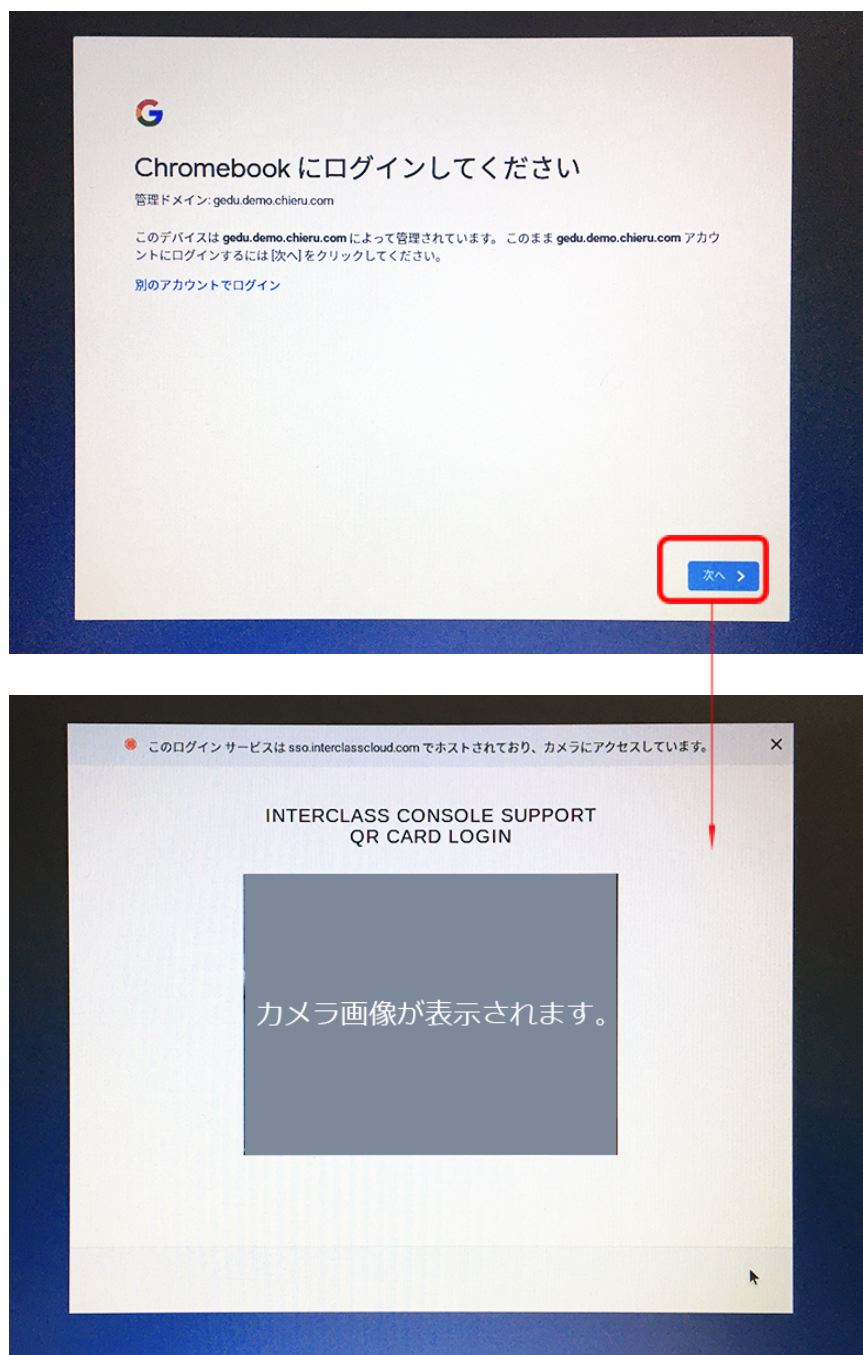 G
Chromebook にログインしてください
管理ドメイン: gedu.demo.chieru.com
このデバイスは gedu.demo.chieru.com によって管理されています。 このまま gedu.demo.chieru.com アカウ
ントにログインするには [次へ] をクリックしてください。
別のアカウントでログイン
次へ
このログイン サービスは sso.interclasscloud.com でホストされており、カメラにアクセスしています。
INTERCLASS CONSOLE SUPPORT
QR CARD LOGIN
カメラ画像が表示されます。